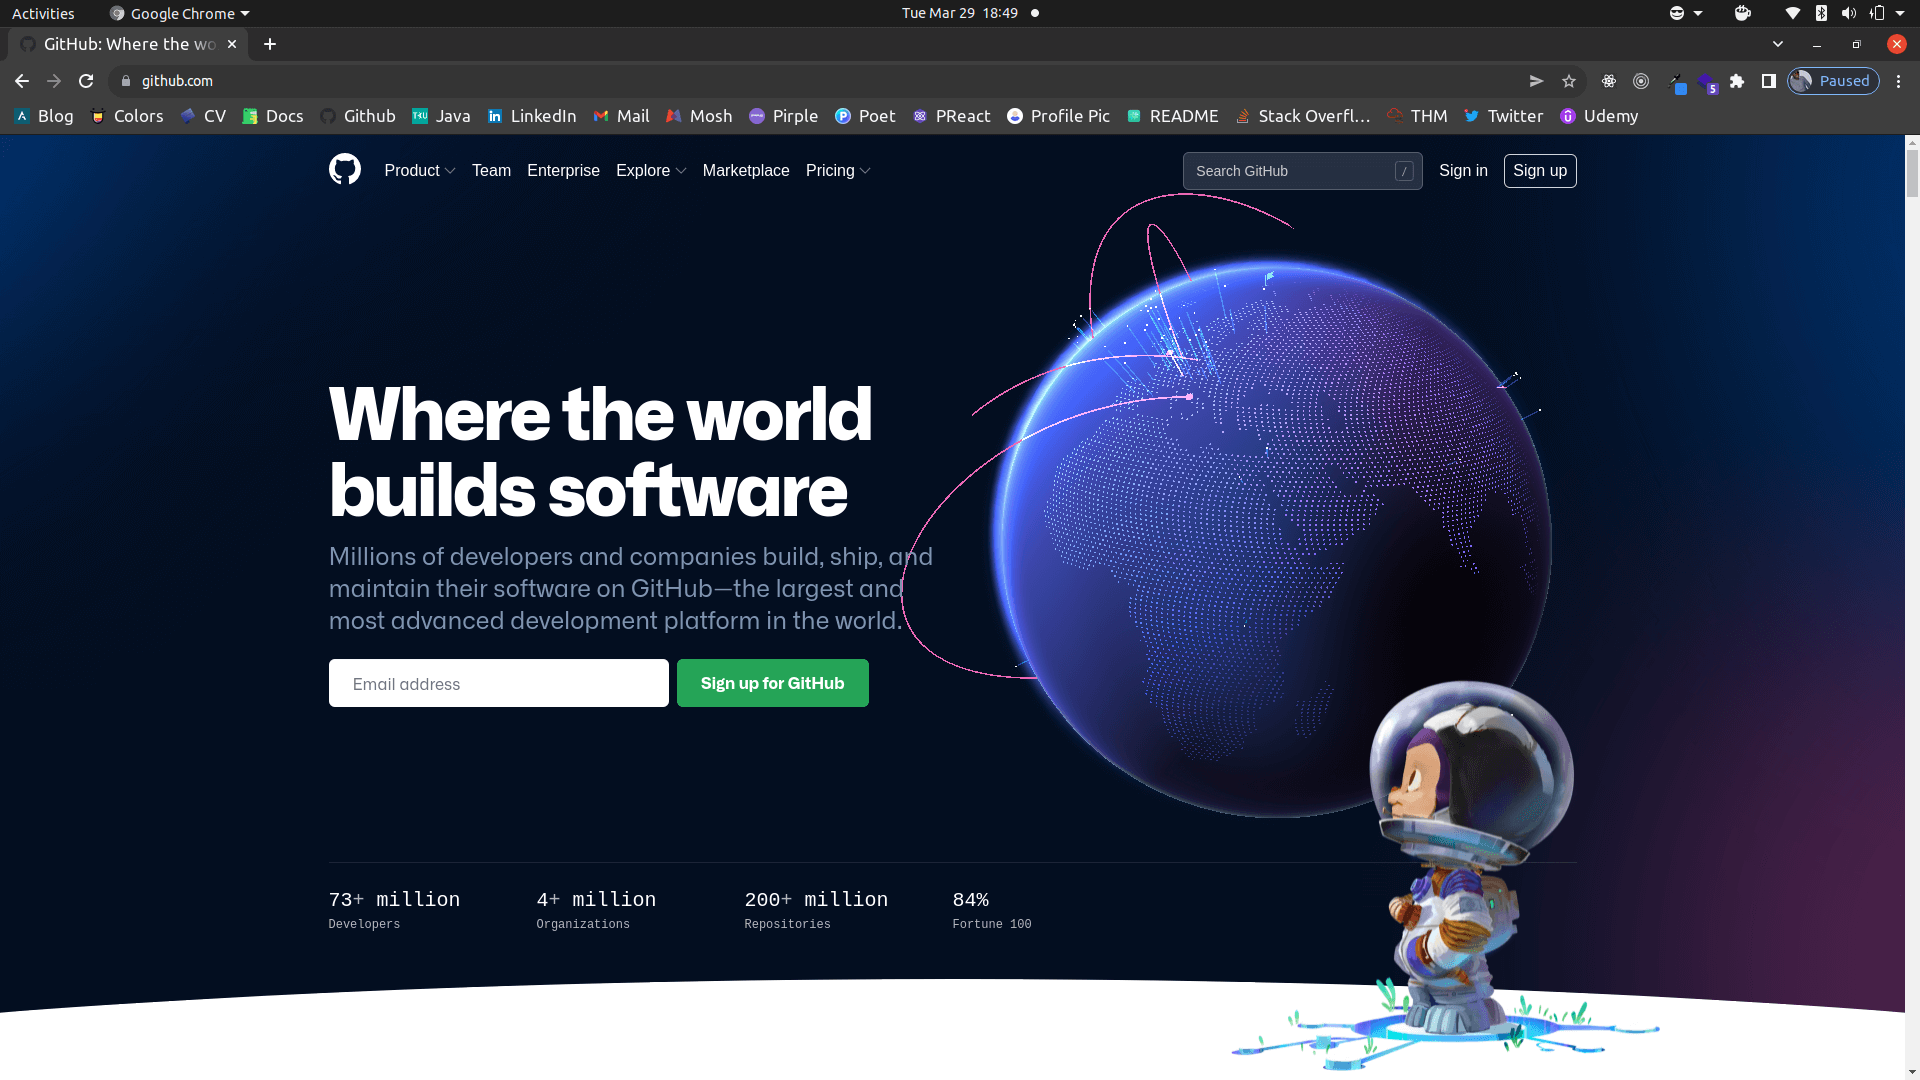 Activities Google Chrome Tue Mar 29 18:49
GitHub: Where the wo
github.com Paused
5
Blog Colors CV Docs Github Java LinkedIn Mail Mosh Pirple Poet PReact Profile Pic README Stack Overfl... THM Twitter Udemy
Product Team Enterprise Explore Marketplace Pricing Search GitHub / Sign in Sign up
Where the world
builds software
Millions of developers and companies build, ship, and
maintain their software on GitHub—the largest and
most advanced development platform in the world.
Email address Sign up for GitHub
73+ million 4+ million 200+ million 84%
Developers Organizations Repositories Fortune 100